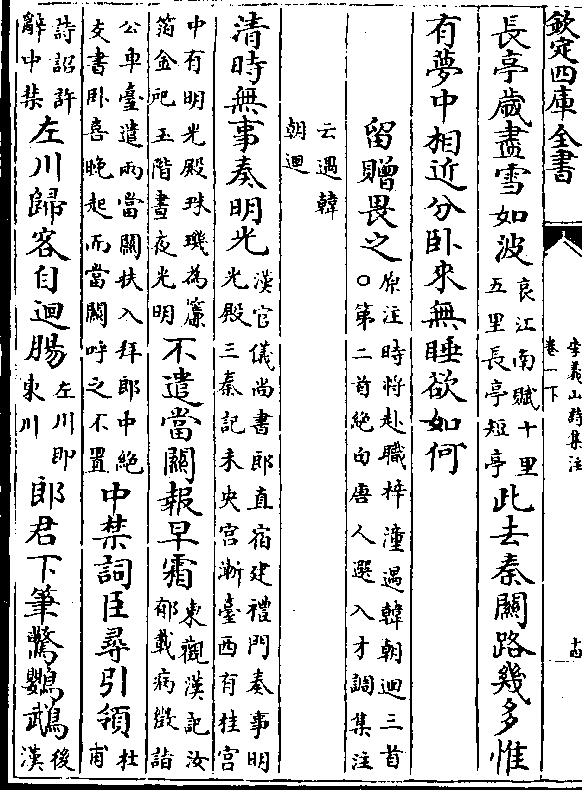 欽定四庫全書
李義山詩集注
卷一下
十四
長亭歲盡雪如波哀江南賦十里五里長亭短亭此去秦關路幾多惟
有夢中相近分卧來無睡欲如何
留贈畏之原注時將赴職梓潼遇韓朝迴三首○第二首絶句唐人選入才調集注
云遇韓朝迴
清時無事奏明光漢官儀尚書郎直宿建禮門奏事明光殿三秦記未央宫漸臺西有桂宫
中有明光殿珠璣為簾箔金戺玉階晝夜光明不遣當關報早霜東觀漢記汝郁載病徴詣
公車臺遣兩當關扶入拜郎中絶交書卧喜晚起而當關呼之不置中禁詞臣尋引領杜甫
詩詔許辭中禁左川歸客自迴腸左川即東川郎君下筆驚鸚鵡後漢